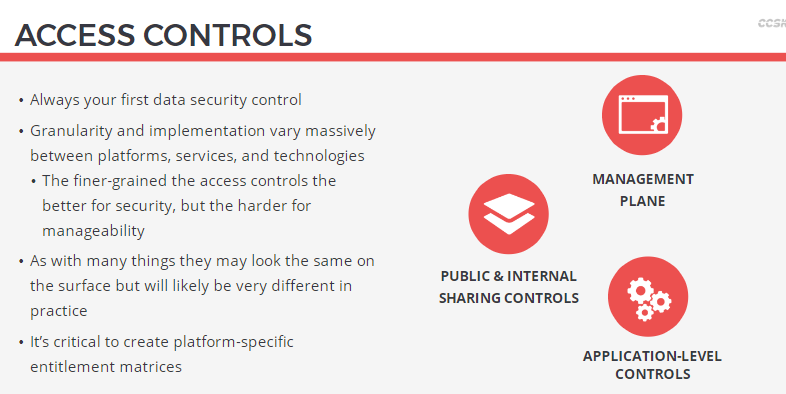 ACCESS CONTROLS
• Always your first data security control
• Granularity and implementation vary massively
between platforms, services, and technologies
• The finer-grained the access controls the
better for security, but the harder for
manageability
• As with many things they may look the same on
the surface but will likely be very different in
practice
• It's critical to create platform-specific
entitlement matrices
MANAGEMENT
PLANE
PUBLIC & INTERNAL
SHARING CONTROLS
APPLICATION-LEVEL
CONTROLS